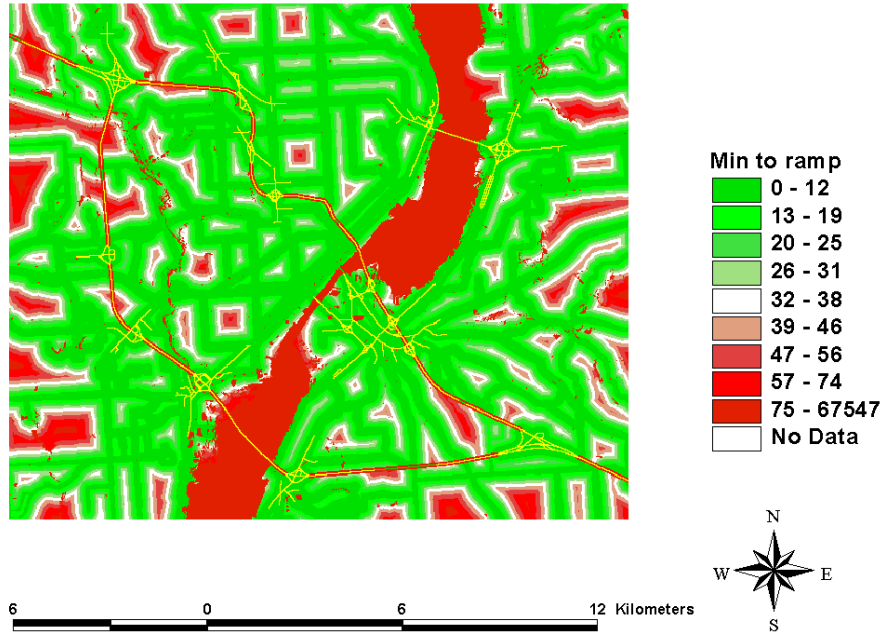 Min to ramp
0 - 12
13 - 19
20 - 25
26 - 31
32 - 38
39 - 46
47 - 56
57 - 74
75 - 67547
No Data
N
W E
S
6 0 6 12 Kilometers